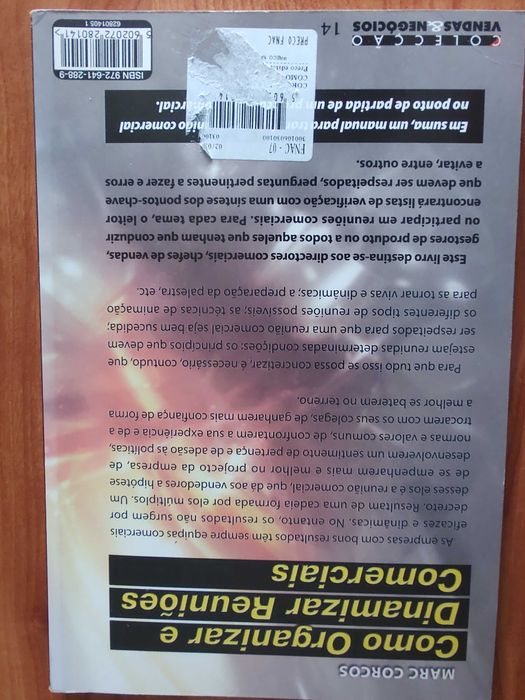 MARC CORCOS
Como Organizar e
Dinamizar Reuniões
Comerciais
As empresas com bons resultados têm sempre equipas comerciais
eficazes e dinâmicas. No entanto, os resultados não surgem por
decreto. Resultam de uma cadeia formada por elos múltiplos. Um
desses elos é a reunião comercial, que dá aos vendedores a hipótese
de se empenharem mais e melhor no projecto da empresa, de
desenvolverem um sentimento de pertença e de adesão às políticas,
normas e valores comuns, de confrontarem a sua experiência e de a
trocarem com os seus colegas, de ganharem mais confiança de forma
a melhor se baterem no terreno.
Para que tudo isso se possa concretizar, é necessário, contudo, que
estejam reunidas determinadas condições: os princípios que devem
ser respeitados para que uma reunião comercial seja bem sucedida;
os diferentes tipos de reuniões possíveis; as técnicas de animação
para as tornar vivas e dinâmicas; a preparação da palestra, etc.
Este livro destina-se aos directores comerciais, chefes de vendas,
gestores de produto ou a todos aqueles que tenham que conduzir
ou participar em reuniões comerciais. Para cada tema, o leitor
encontrará listas de verificação com uma síntese dos pontos-chave
que devem ser respeitados, perguntas pertinentes a fazer e erros
a evitar, entre outros.
Em suma, um manual para
comercial
no ponto de partida de um
FNAC - 07
PRECO FNAC
COLECÇÃO
VENDAS & NEGÓCIOS
14
ISBN 972-641-288-9
5 602072 280141
62801405 1